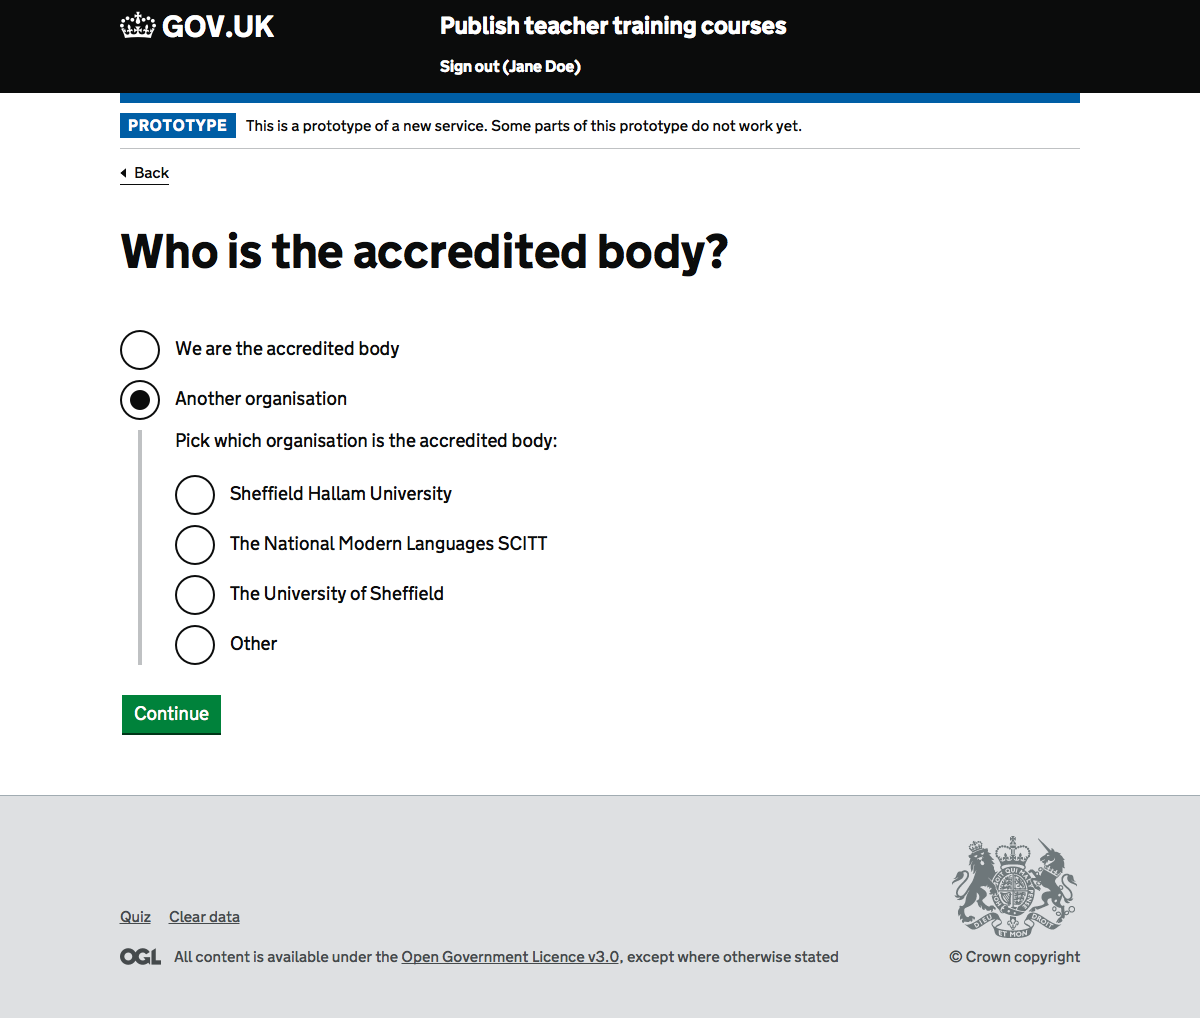 GOV.UK
Publish teacher training courses
Sign out (Jane Doe)
PROTOTYPE This is a prototype of a new service. Some parts of this prototype do not work yet.
Back
Who is the accredited body?
We are the accredited body
Another organisation
Pick which organisation is the accredited body:
Sheffield Hallam University
The National Modern Languages SCITT
The University of Sheffield
Other
Continue
Quiz Clear data
DIEU ET MON DROIT
OGL All content is available under the Open Government Licence v3.0, except where otherwise stated
© Crown copyright